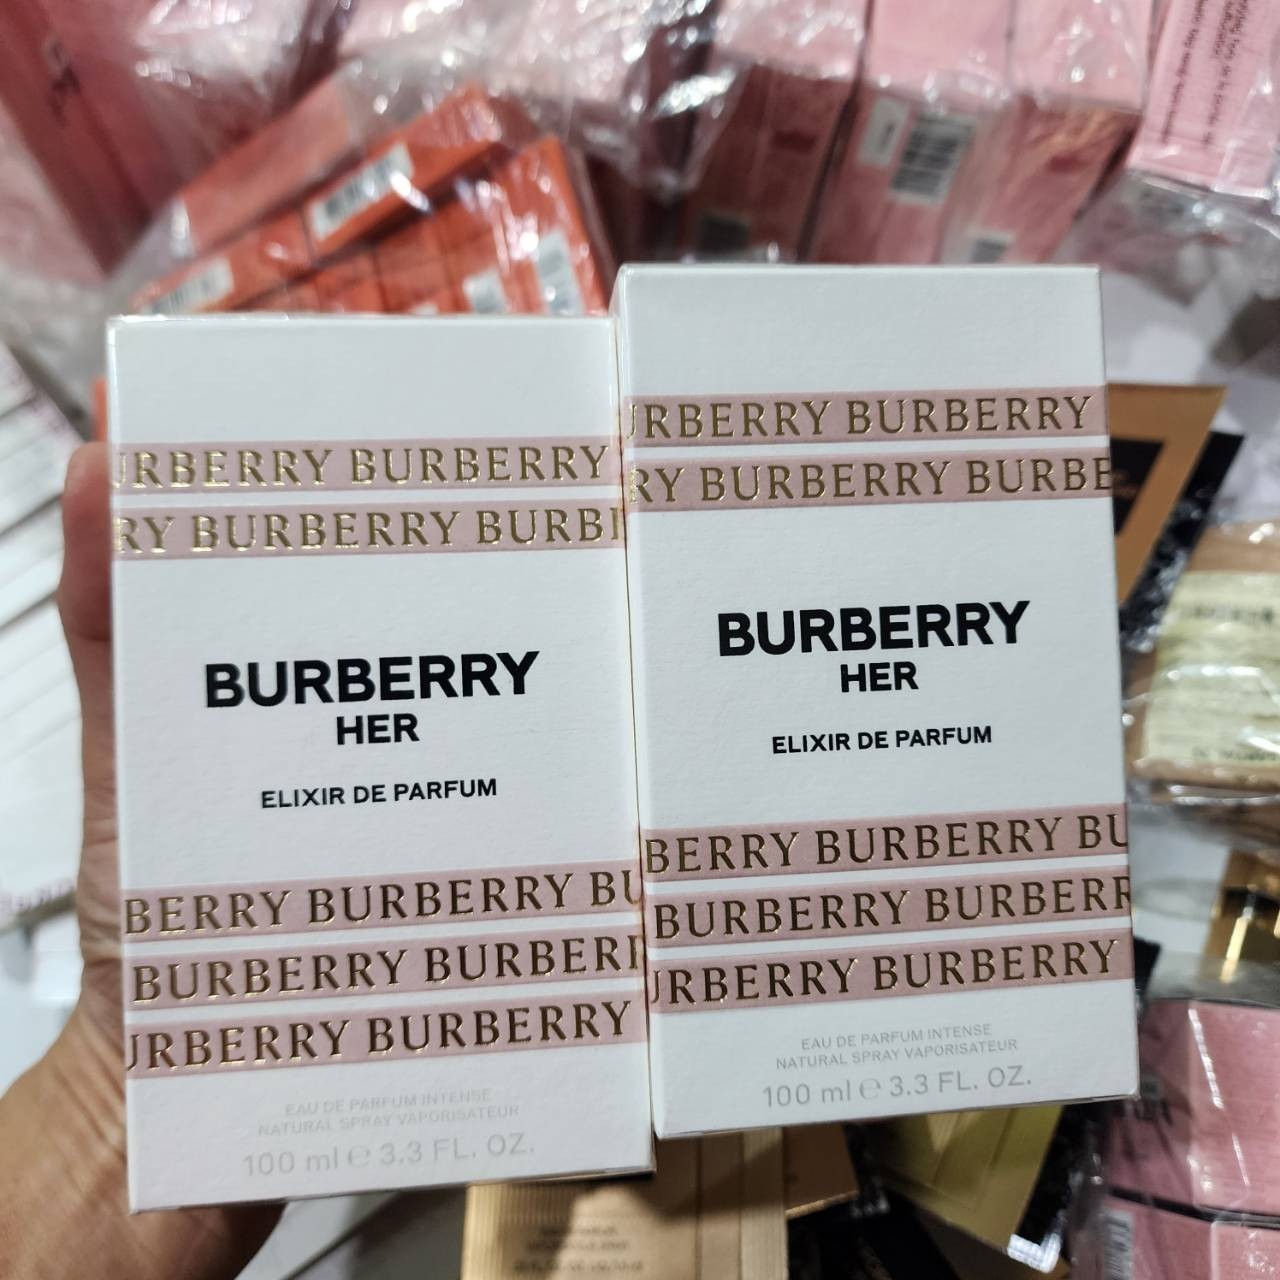 URBERRY BURBERRY
RY BURBERRY BURBE
BURBERRY
HER
ELIXIR DE PARFUM
BERRY BURBERRY BU
BURBERRY BURBERR
URBERRY BURBERRY
EAU DE PARFUM INTENSE
NATURAL SPRAY VAPORISATEUR
100 ml e 3.3 FL. OZ.
URBERRY BURBERRY
RY BURBERRY BURBE
BURBERRY
HER
ELIXIR DE PARFUM
BERRY BURBERRY BU
BURBERRY BURBERR
URBERRY BURBERRY
EAU DE PARFUM INTENSE
NATURAL SPRAY VAPORISATEUR
100 ml e 3.3 FL. OZ.